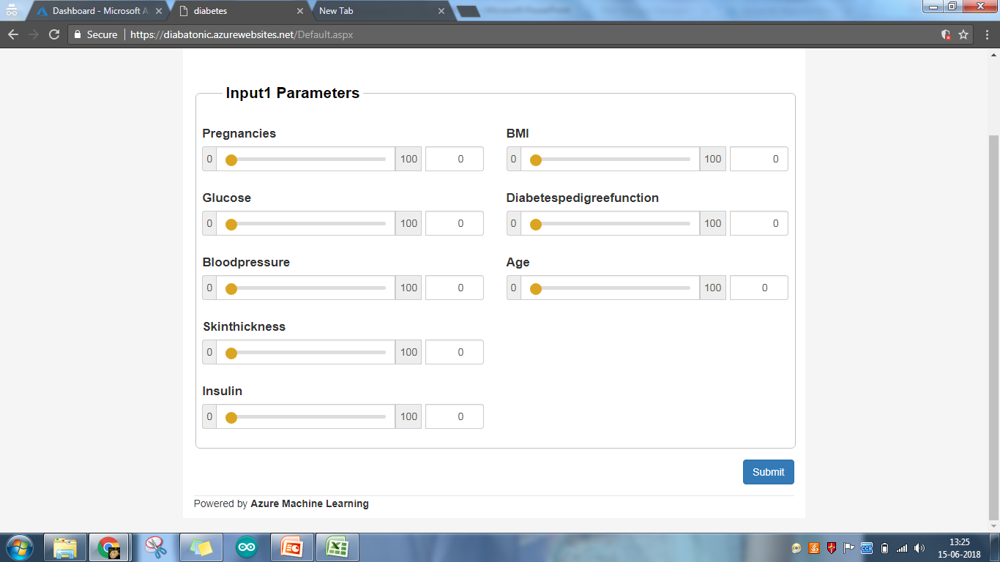 Dashboard - Microsoft A
diabetes
New Tab
Secure
https://diabatonic.azurewebsites.net/Default.aspx
Input1 Parameters
Pregnancies
0 100 0
Glucose
0 100 0
Bloodpressure
0 100 0
Skinthickness
0 100 0
Insulin
0 100 0
BMI
0 100 0
Diabetespedigreefunction
0 100 0
Age
0 100 0
Submit
Powered by Azure Machine Learning
CCE
13:25
15-06-2018